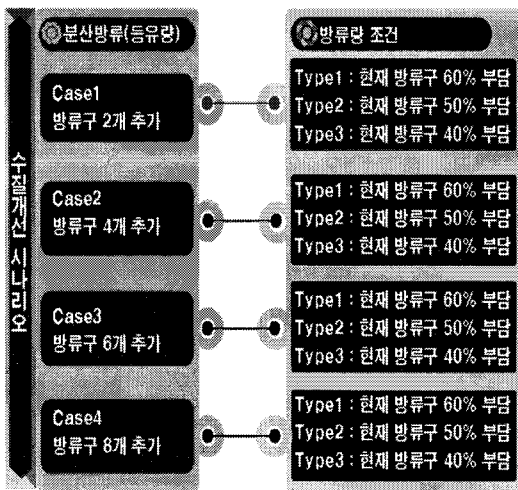 분산방류(등유량)
방류량 조건
수질개선 시나리오
Case1
방류구 2개 추가
Type1 : 현재 방류구 60% 부담
Type2 : 현재 방류구 50% 부담
Type3 : 현재 방류구 40% 부담
Case2
방류구 4개 추가
Type1 : 현재 방류구 60% 부담
Type2 : 현재 방류구 50% 부담
Type3 : 현재 방류구 40% 부담
Case3
방류구 6개 추가
Type1 : 현재 방류구 60% 부담
Type2 : 현재 방류구 50% 부담
Type3 : 현재 방류구 40% 부담
Case4
방류구 8개 추가
Type1 : 현재 방류구 60% 부담
Type2 : 현재 방류구 50% 부담
Type3 : 현재 방류구 40% 부담